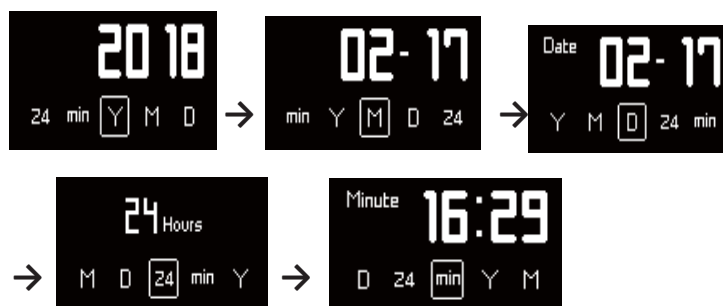 2018
24 min Y M D
→
02-17
min Y M D 24
→
Date 02-17
Y M D 24 min
→
24 Hours
M D 24 min Y
→
Minute 16:29
D 24 min Y M